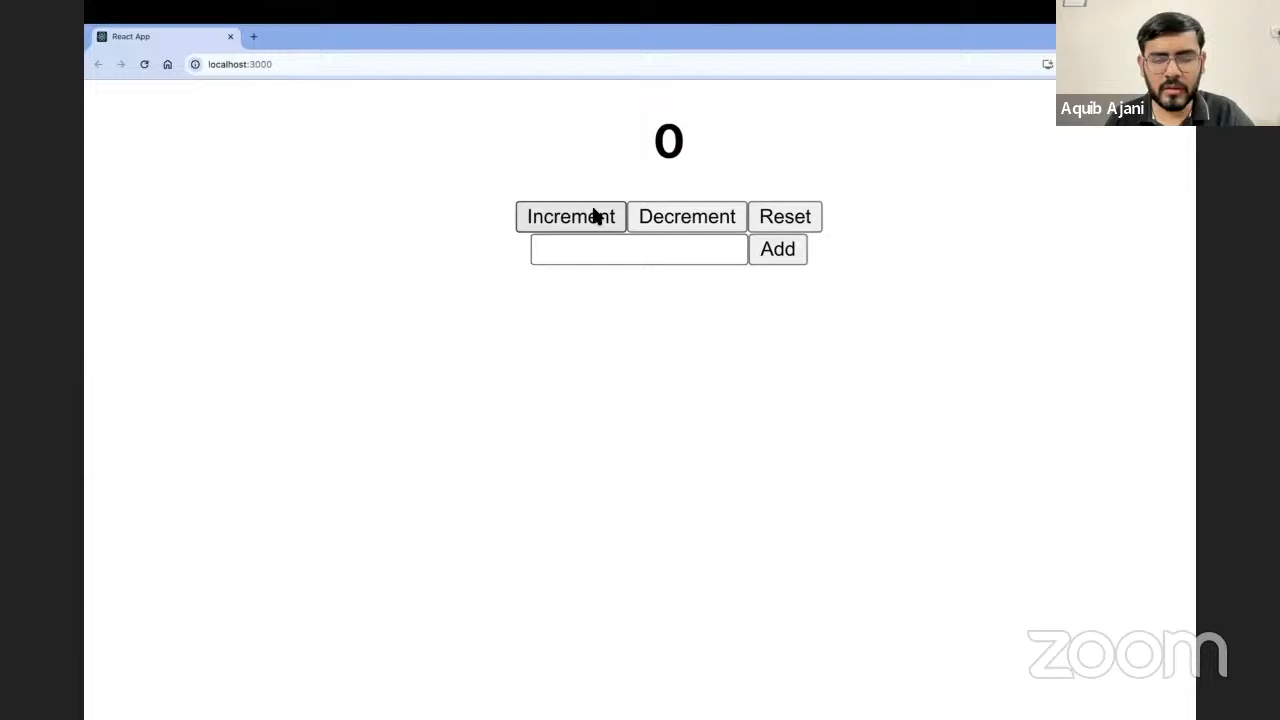 React App
localhost:3000
Aquib Ajani
0
Increment Decrement Reset
Add
zoom